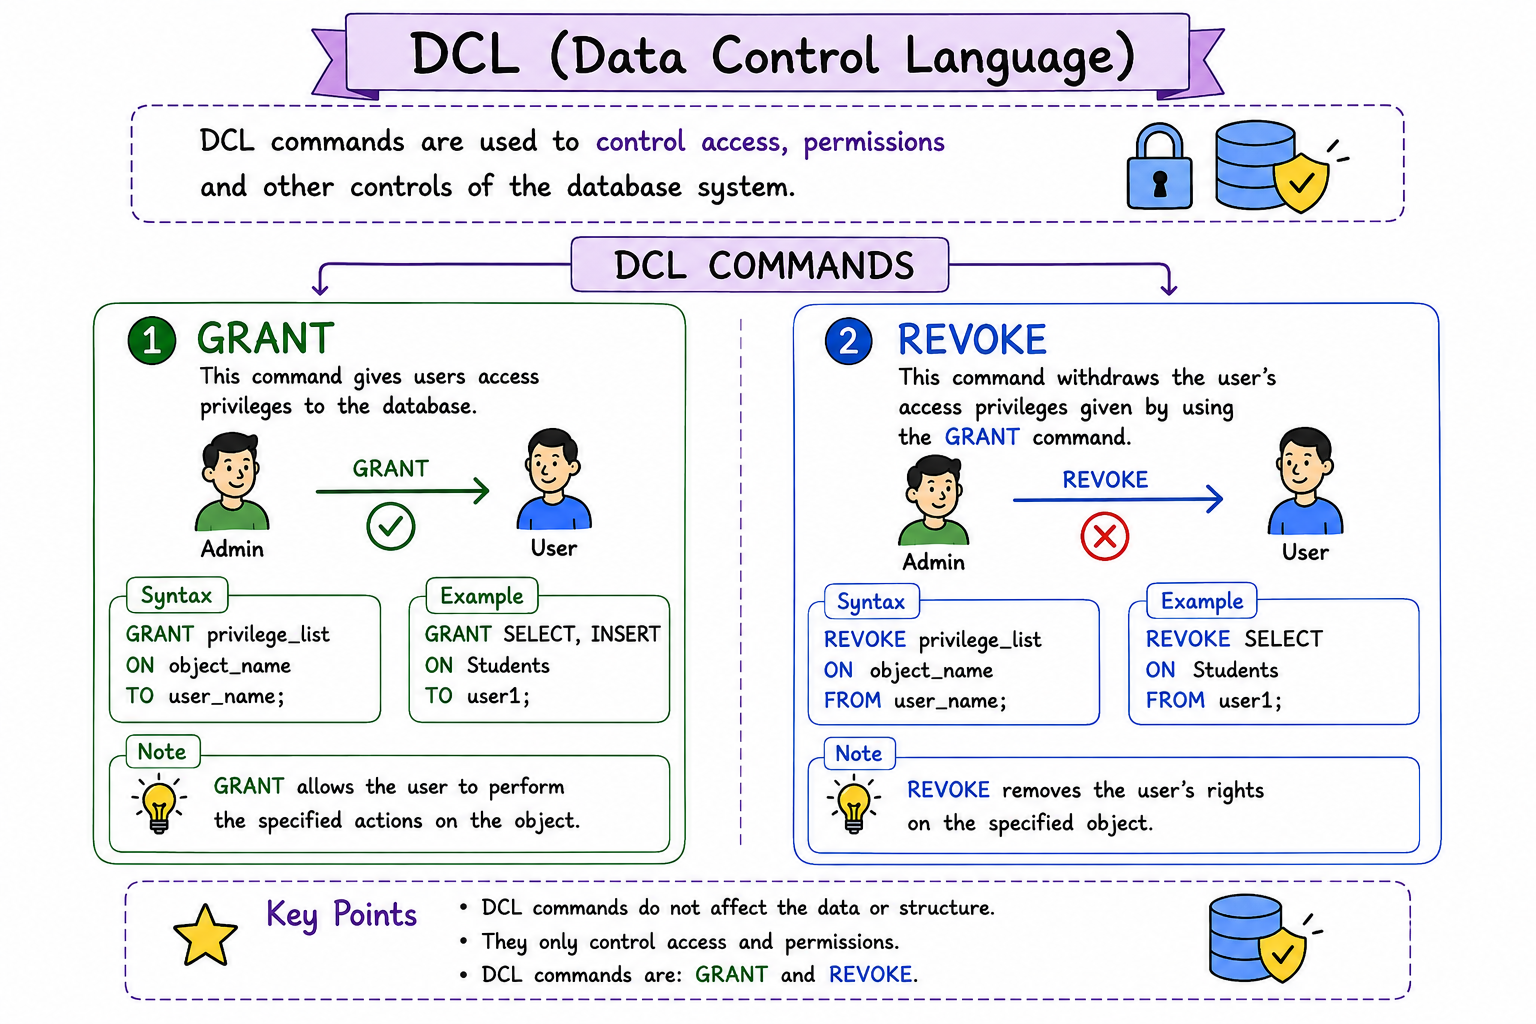 DCL (Data Control Language)
DCL commands are used to control access, permissions
and other controls of the database system.
DCL COMMANDS
1 GRANT
This command gives users access
privileges to the database.
GRANT
Admin
User
Syntax
GRANT privilege_list
ON object_name
TO user_name;
Example
GRANT SELECT, INSERT
ON Students
TO user1;
Note
GRANT allows the user to perform
the specified actions on the object.
2 REVOKE
This command withdraws the user's
access privileges given by using
the GRANT command.
REVOKE
Admin
User
Syntax
REVOKE privilege_list
ON object_name
FROM user_name;
Example
REVOKE SELECT
ON Students
FROM user1;
Note
REVOKE removes the user's rights
on the specified object.
Key Points
• DCL commands do not affect the data or structure.
• They only control access and permissions.
• DCL commands are: GRANT and REVOKE.